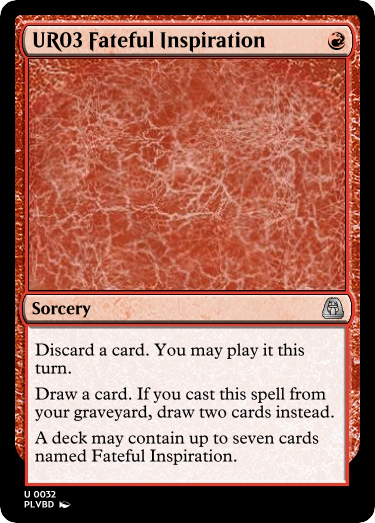 UR03 Fateful Inspiration
Sorcery
Discard a card. You may play it this
turn.
Draw a card. If you cast this spell from
your graveyard, draw two cards instead.
A deck may contain up to seven cards
named Fateful Inspiration.
U 0032
PLVBD